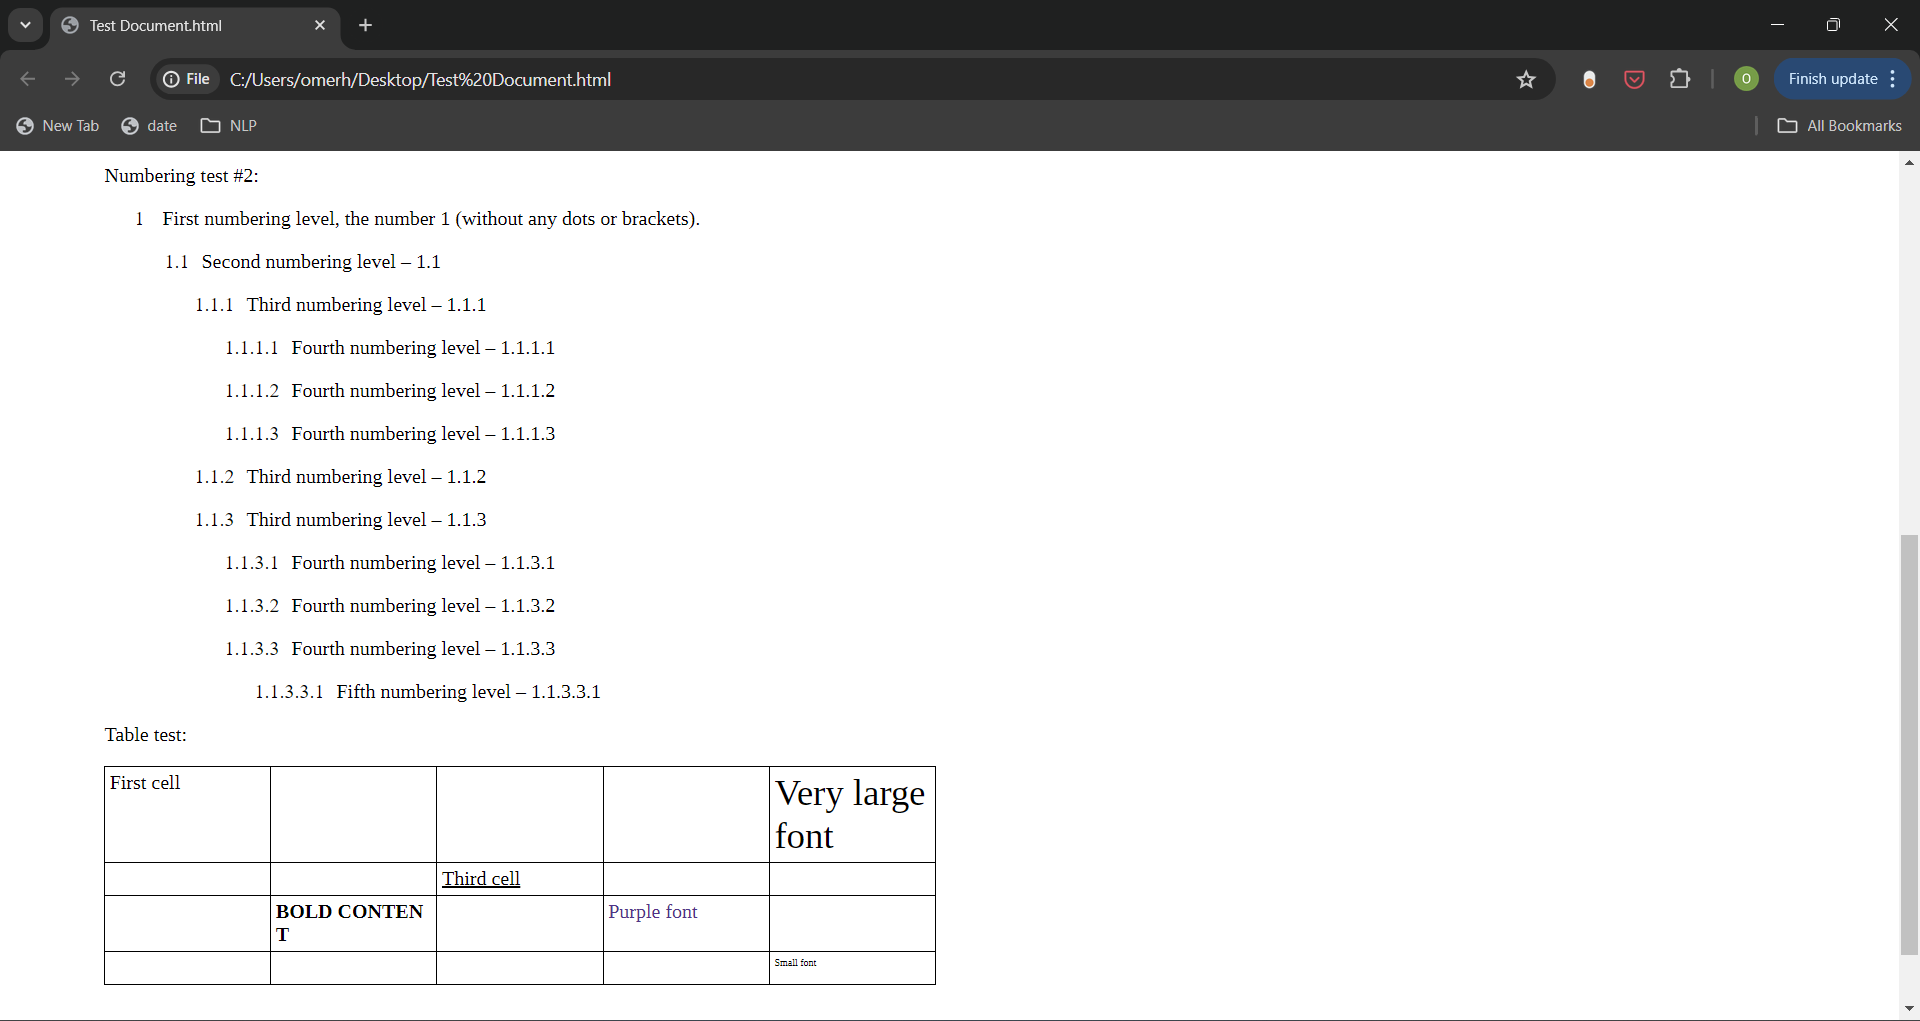 Test Document.html
File C:/Users/omerh/Desktop/Test%20Document.html O Finish update
New Tab date NLP All Bookmarks
Numbering test #2:
1 First numbering level, the number 1 (without any dots or brackets).
1.1 Second numbering level – 1.1
1.1.1 Third numbering level – 1.1.1
1.1.1.1 Fourth numbering level – 1.1.1.1
1.1.1.2 Fourth numbering level – 1.1.1.2
1.1.1.3 Fourth numbering level – 1.1.1.3
1.1.2 Third numbering level – 1.1.2
1.1.3 Third numbering level – 1.1.3
1.1.3.1 Fourth numbering level – 1.1.3.1
1.1.3.2 Fourth numbering level – 1.1.3.2
1.1.3.3 Fourth numbering level – 1.1.3.3
1.1.3.3.1 Fifth numbering level – 1.1.3.3.1
Table test:
First cell
Very large
font
Third cell
BOLD CONTEN
T
Purple font
Small font